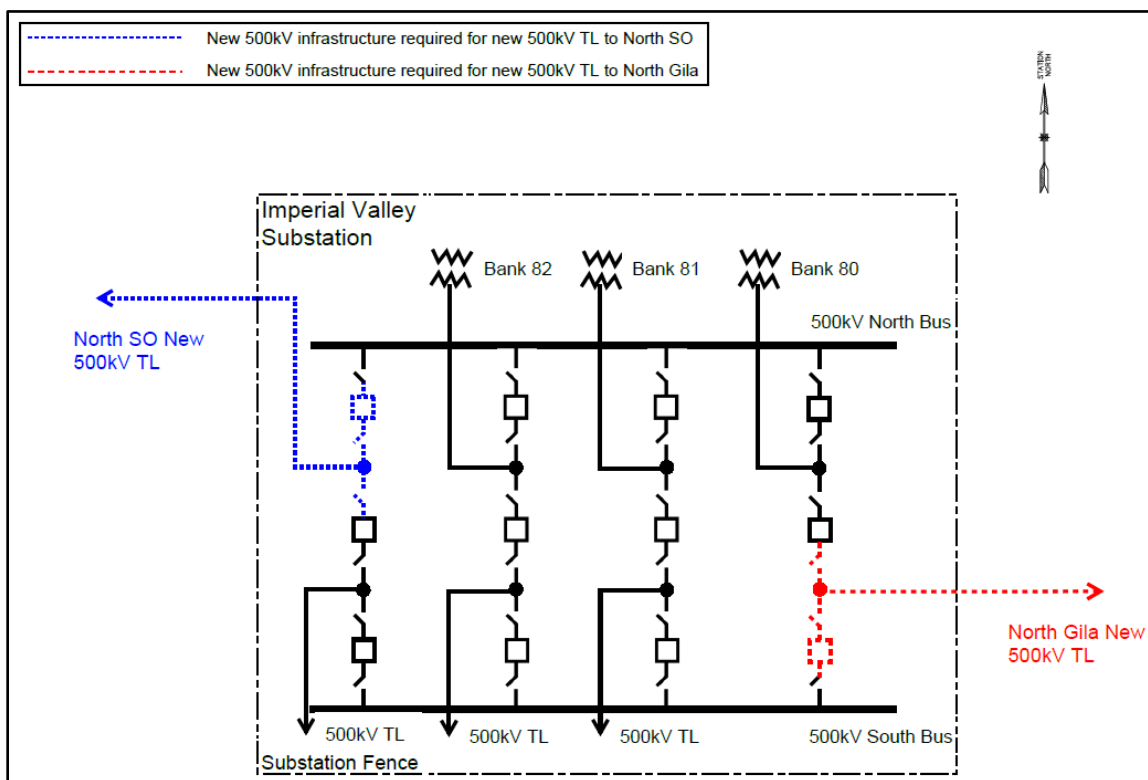 New 500kV infrastructure required for new 500kV TL to North SO
New 500kV infrastructure required for new 500kV TL to North Gila
STATION
NORTH
Imperial Valley
Substation
Bank 82
Bank 81
Bank 80
North SO New
500kV TL
500kV North Bus
North Gila New
500kV TL
500kV TL
500kV TL
500kV TL
500kV South Bus
Substation Fence